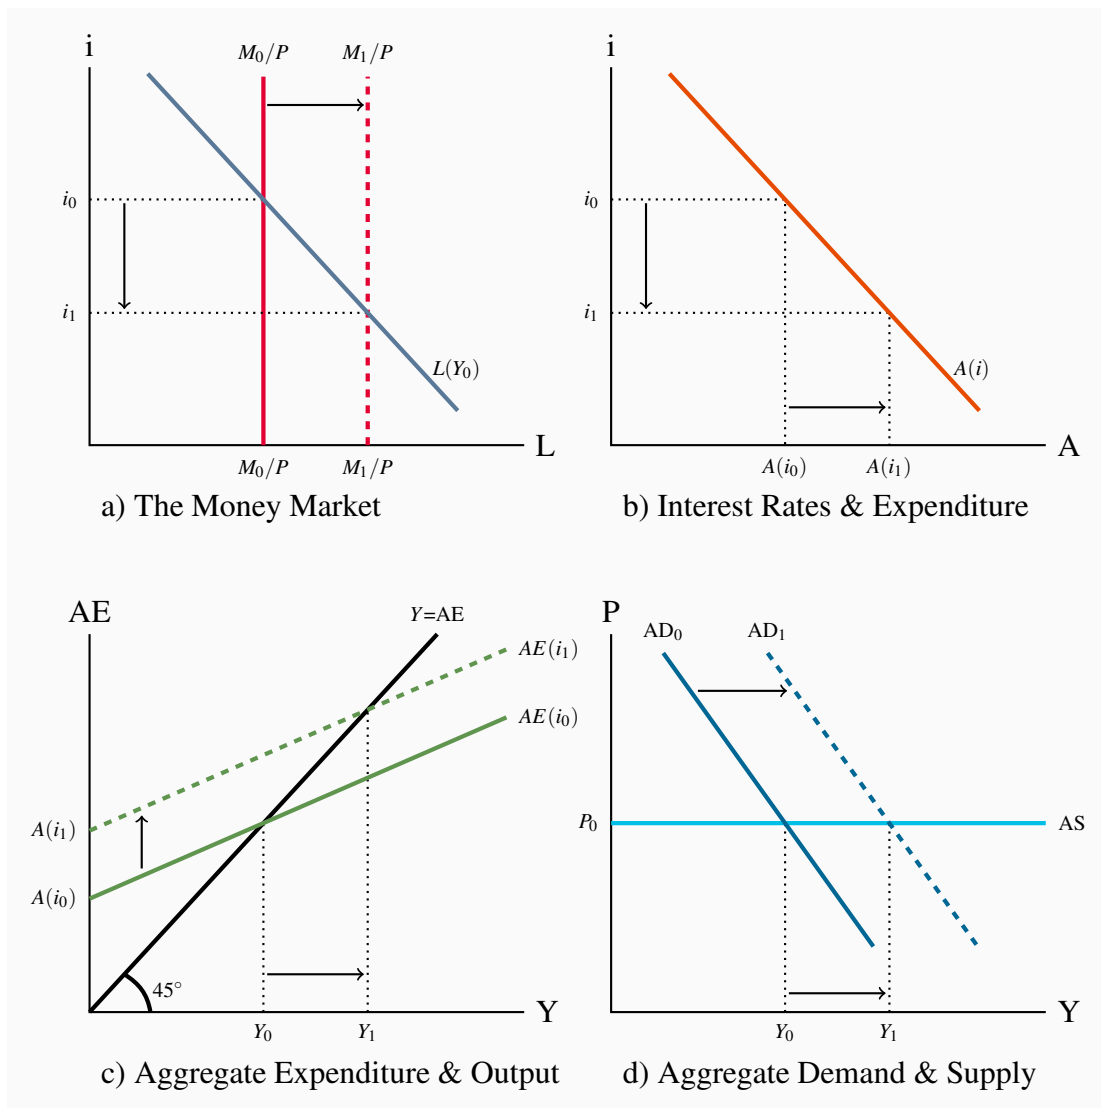 i
M₀/P
M₁/P
i₀
i₁
L(Y₀)
L
M₀/P
M₁/P
a) The Money Market
i
i₀
i₁
A(i)
A
A(i₀)
A(i₁)
b) Interest Rates & Expenditure
AE
Y=AE
AE(i₁)
AE(i₀)
A(i₁)
A(i₀)
45°
Y
Y₀
Y₁
c) Aggregate Expenditure & Output
P
AD₀
AD₁
P₀
AS
Y
Y₀
Y₁
d) Aggregate Demand & Supply